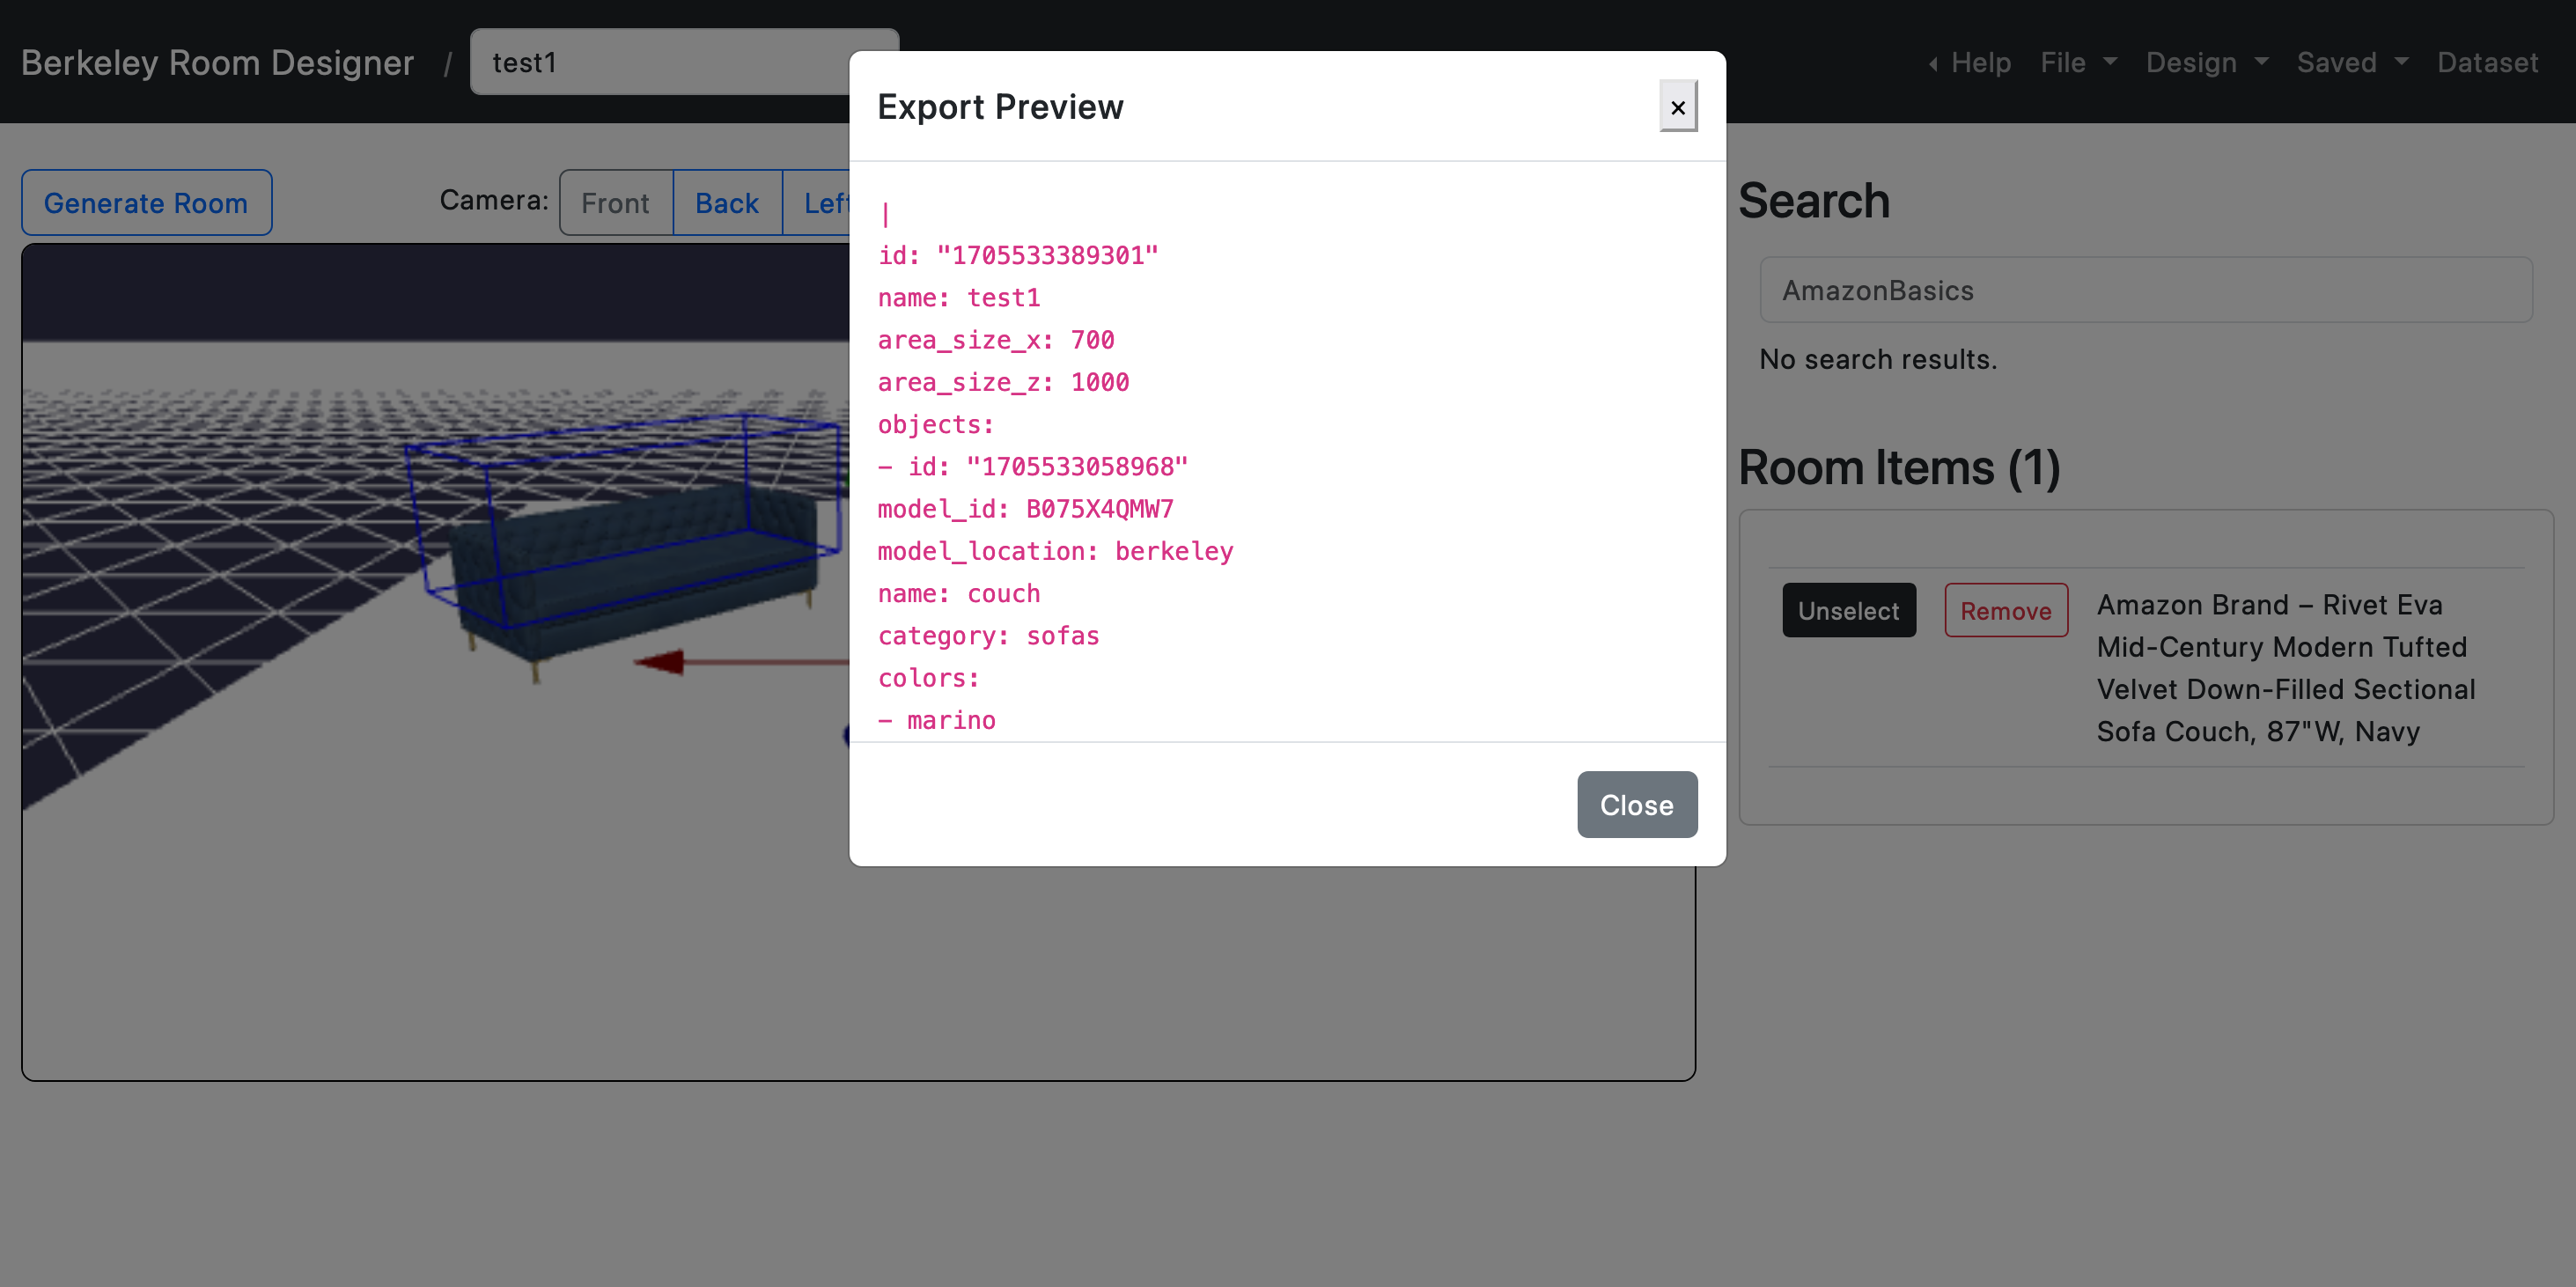 Berkeley Room Designer / test1
Help File Design Saved Dataset
Generate Room
Camera: Front Back Left
Export Preview
×
|
id: "1705533389301"
name: test1
area_size_x: 700
area_size_z: 1000
objects:
- id: "1705533058968"
model_id: B075X4QMW7
model_location: berkeley
name: couch
category: sofas
colors:
- marino
Close
Search
AmazonBasics
No search results.
Room Items (1)
Unselect
Remove
Amazon Brand – Rivet Eva
Mid-Century Modern Tufted
Velvet Down-Filled Sectional
Sofa Couch, 87"W, Navy